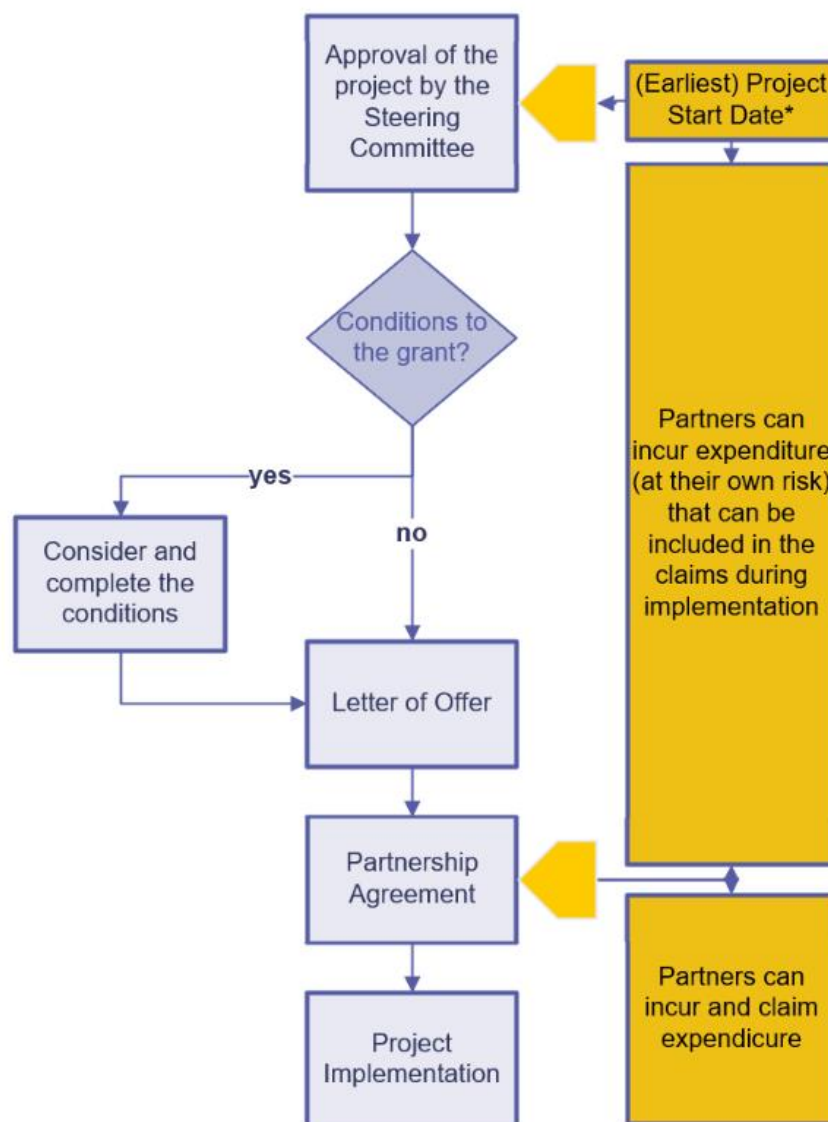 Approval of the
project by the
Steering
Committee
(Earliest) Project
Start Date*
Conditions to
the grant?
yes
no
Consider and
complete the
conditions
Partners can
incur expenditure
(at their own risk)
that can be
included in the
claims during
implementation
Letter of Offer
Partnership
Agreement
Partners can
incur and claim
expendicure
Project
Implementation